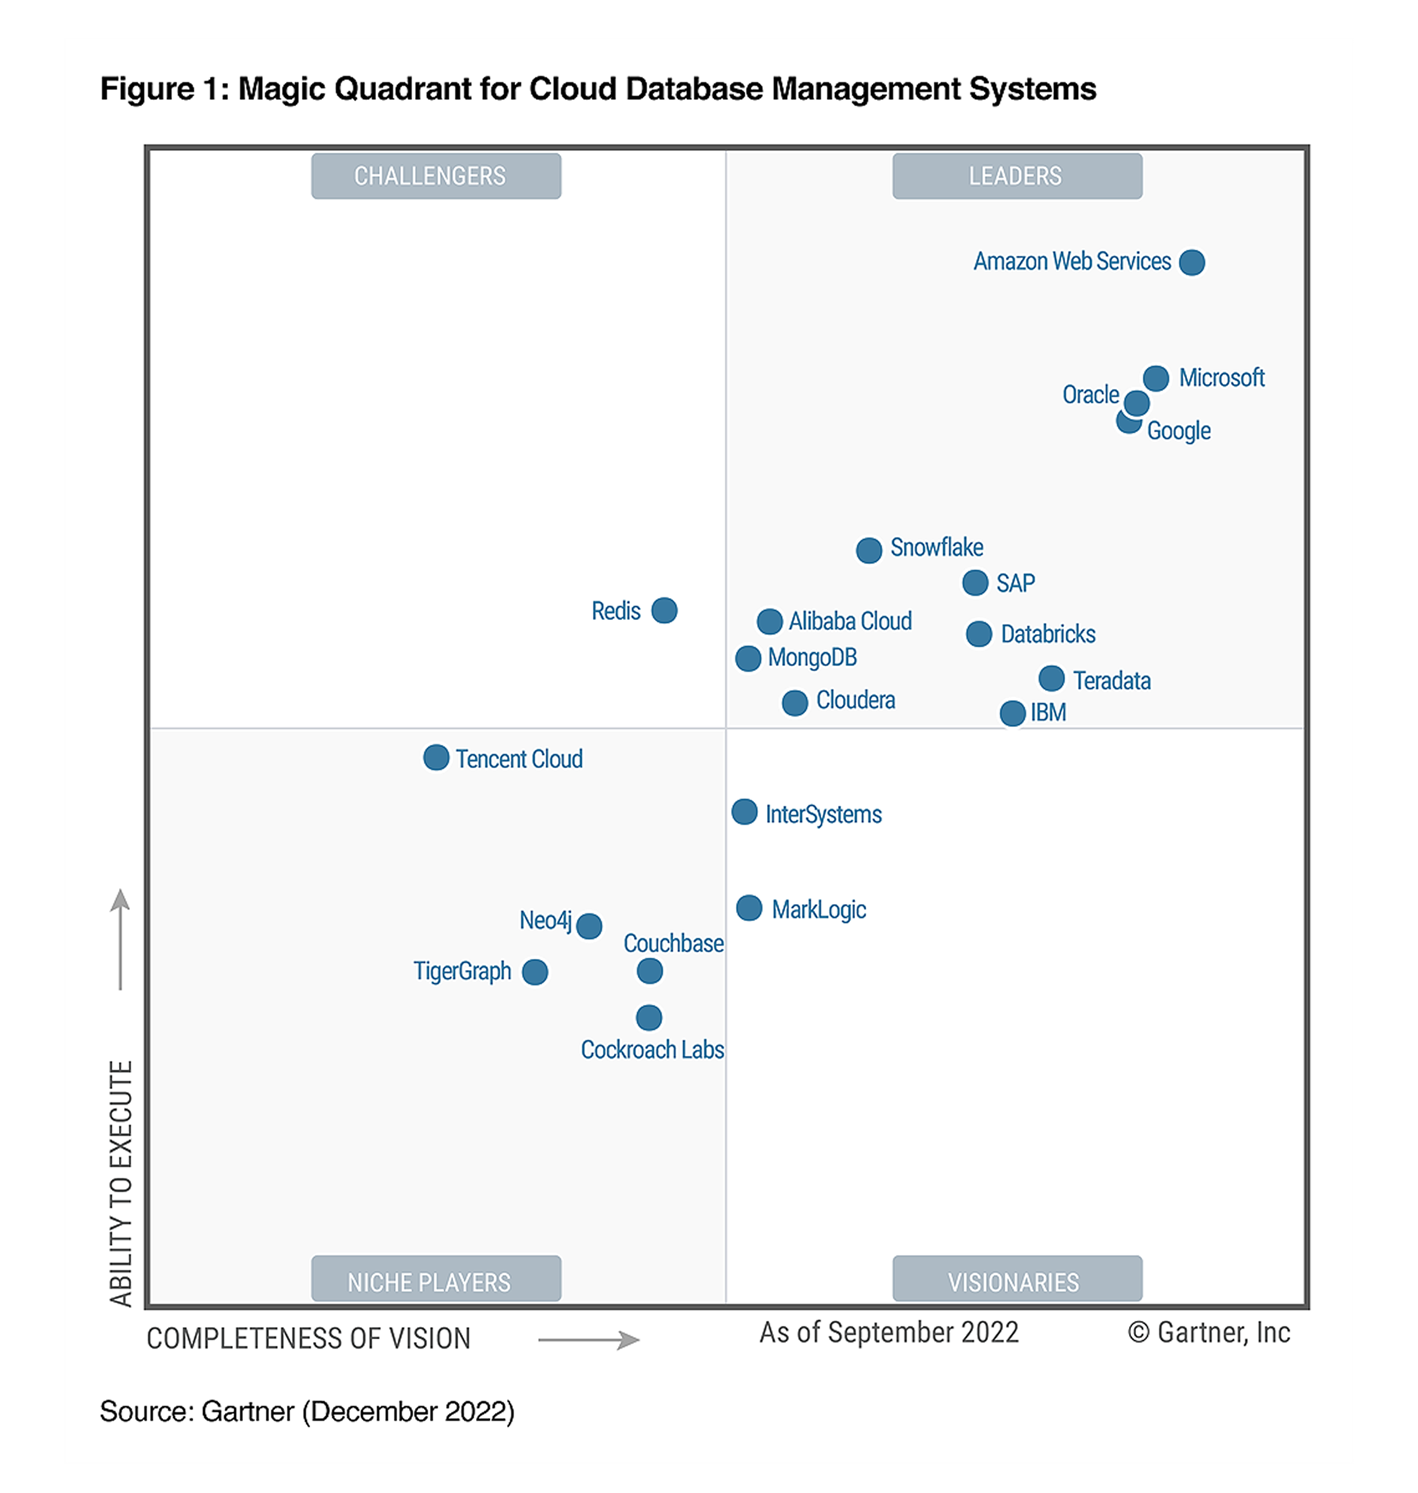 Figure 1: Magic Quadrant for Cloud Database Management Systems
CHALLENGERS
LEADERS
Amazon Web Services
Microsoft
Oracle
Google
Snowflake
SAP
Redis
Alibaba Cloud
Databricks
MongoDB
Teradata
Cloudera
IBM
Tencent Cloud
InterSystems
MarkLogic
Neo4j
Couchbase
TigerGraph
Cockroach Labs
NICHE PLAYERS
VISIONARIES
ABILITY TO EXECUTE
COMPLETENESS OF VISION
As of September 2022
© Gartner, Inc
Source: Gartner (December 2022)